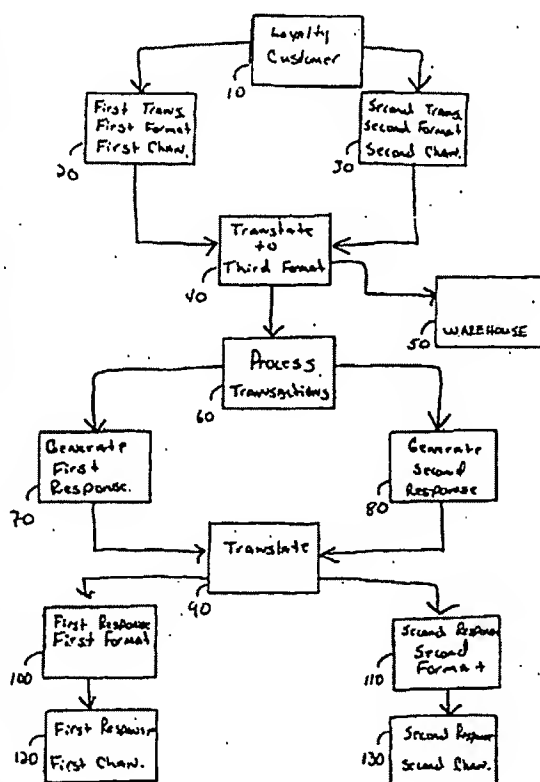 Loyalty
Customer
10
First Trans.
First Format
First Chan.
20
Second Trans.
Second Format
Second Chan.
30
Translate
to
Third Fomat
40
WAREHOUSE
50
Process
Transactions
60
Generate
First
Response.
70
Generate
Second
Response
80
Translate
90
First Response
First Format
100
Second Response
Second
Format
110
First Response
First Chan.
120
Second Respons
Second Chan.
130